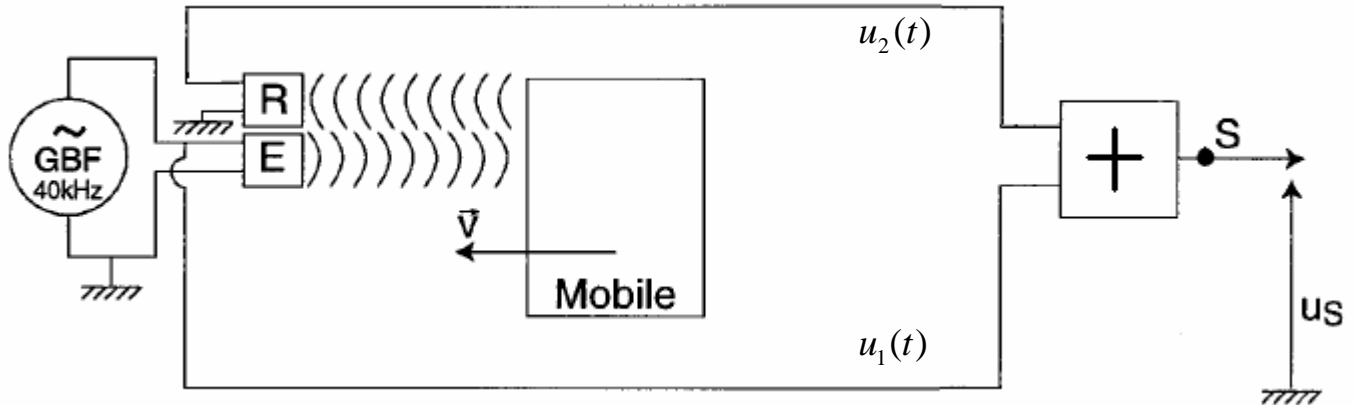 u₂(t)
R
~
GBF
40kHz
E
+
S
v⃗
Mobile
uS
u₁(t)